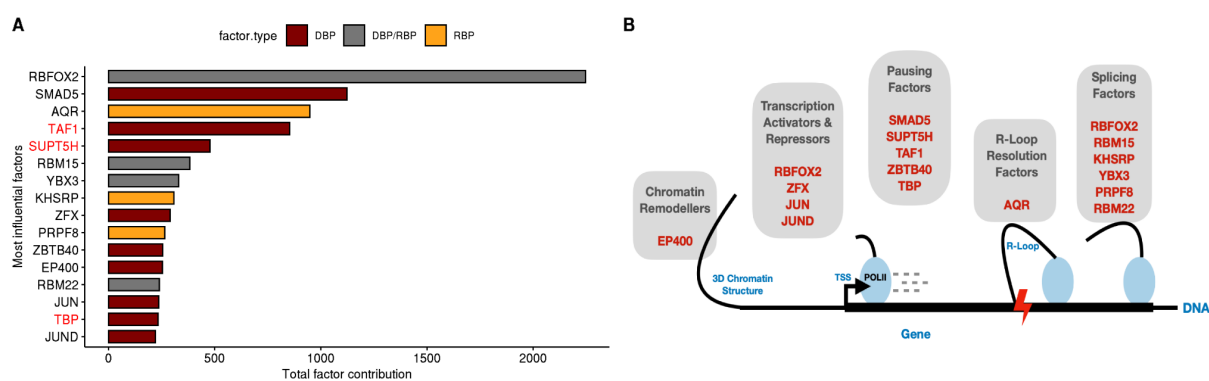 A
factor.type DBP DBP/RBP RBP
Most influential factors
RBFOX2
SMAD5
AQR
TAF1
SUPT5H
RBM15
YBX3
KHSRP
ZFX
PRPF8
ZBTB40
EP400
RBM22
JUN
TBP
JUND
0 500 1000 1500 2000
Total factor contribution
B
Chromatin
Remodellers
EP400
Transcription
Activators &
Repressors
RBFOX2
ZFX
JUN
JUND
Pausing
Factors
SMAD5
SUPT5H
TAF1
ZBTB40
TBP
R-Loop
Resolution
Factors
AQR
Splicing
Factors
RBFOX2
RBM15
KHSRP
YBX3
PRPF8
RBM22
3D Chromatin
Structure
TSS
POLII
R-Loop
DNA
Gene